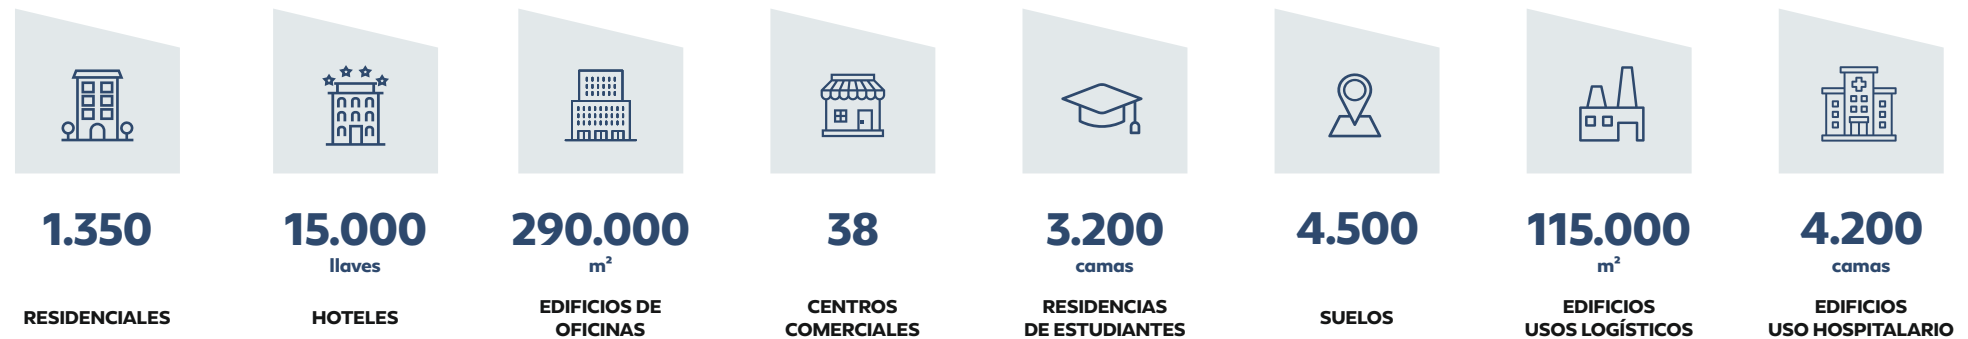 1.350
RESIDENCIALES
15.000
llaves
HOTELES
290.000
m²
EDIFICIOS DE
OFICINAS
38
CENTROS
COMERCIALES
3.200
camas
RESIDENCIAS
DE ESTUDIANTES
4.500
SUELOS
115.000
m²
EDIFICIOS
USOS LOGÍSTICOS
4.200
camas
EDIFICIOS
USO HOSPITALARIO